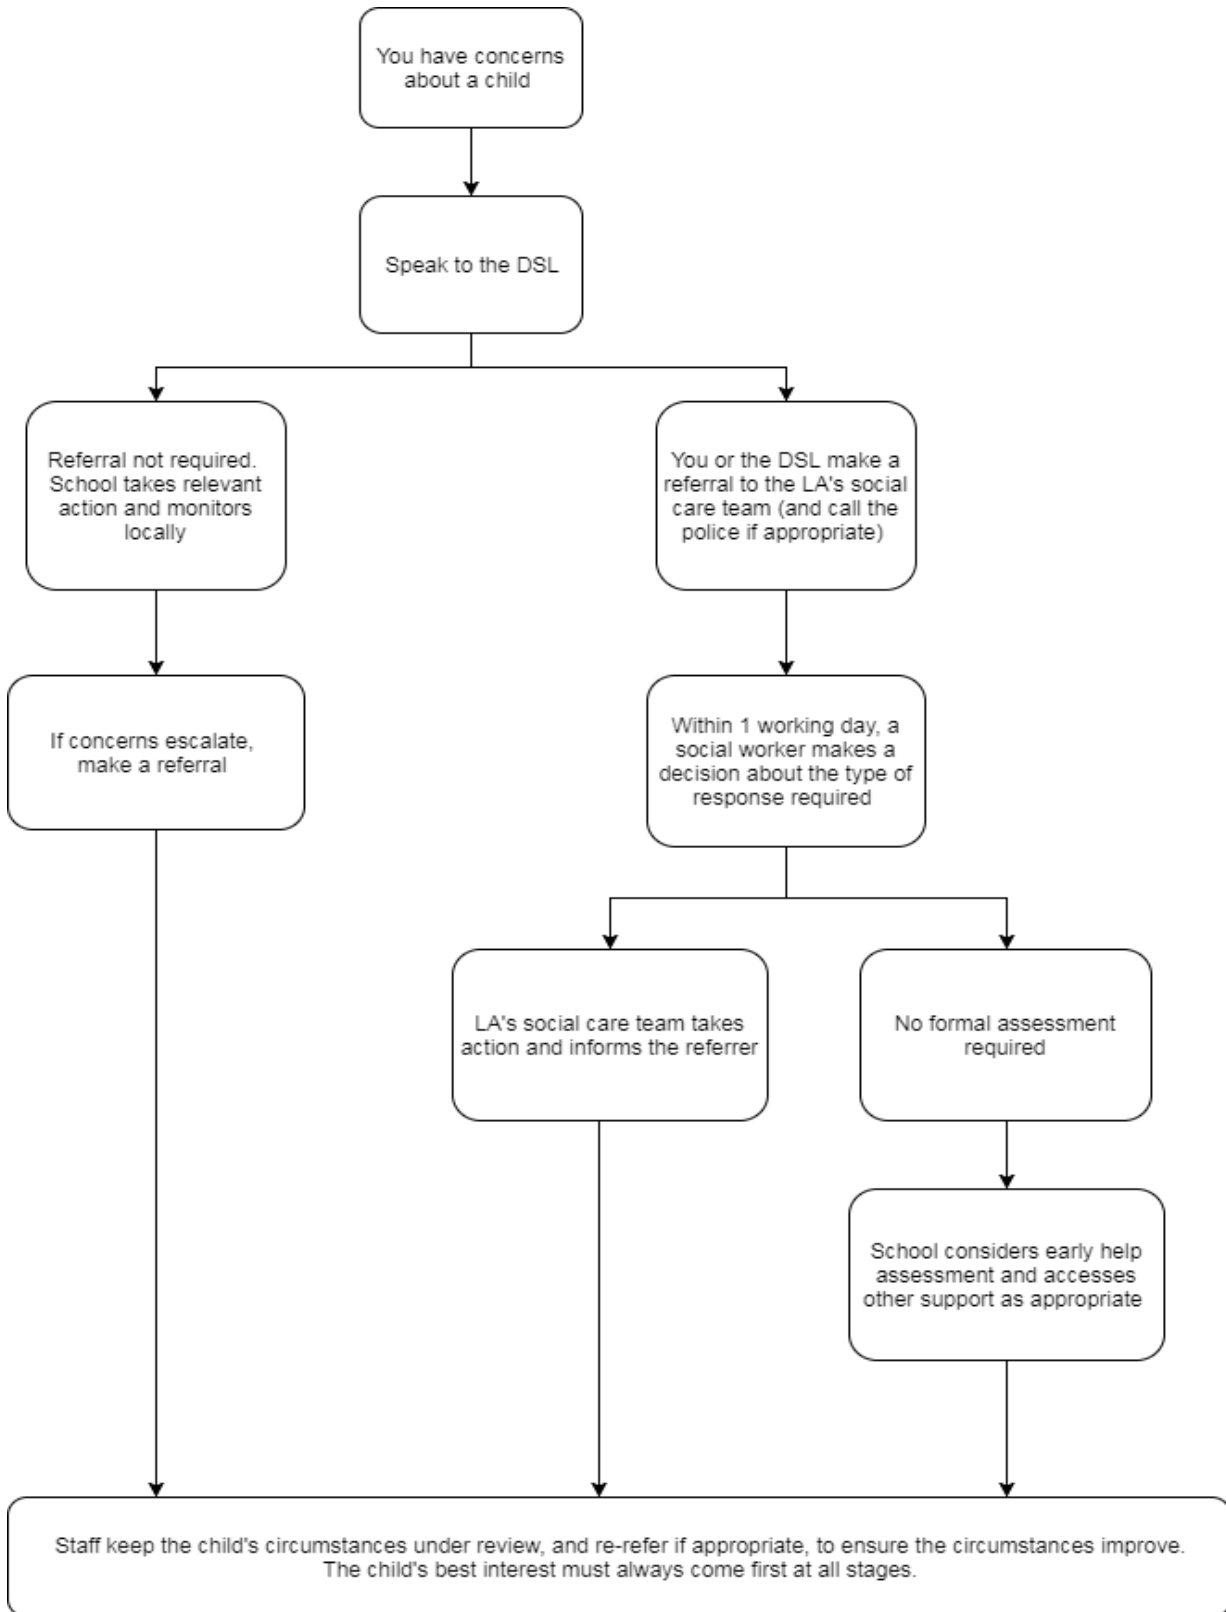 You have concerns
about a child
Speak to the DSL
Referral not required.
School takes relevant
action and monitors
locally
You or the DSL make a
referral to the LA's social
care team (and call the
police if appropriate)
If concerns escalate,
make a referral
Within 1 working day, a
social worker makes a
decision about the type of
response required
LA's social care team takes
action and informs the referrer
No formal assessment
required
School considers early help
assessment and accesses
other support as appropriate
Staff keep the child's circumstances under review, and re-refer if appropriate, to ensure the circumstances improve.
The child's best interest must always come first at all stages.